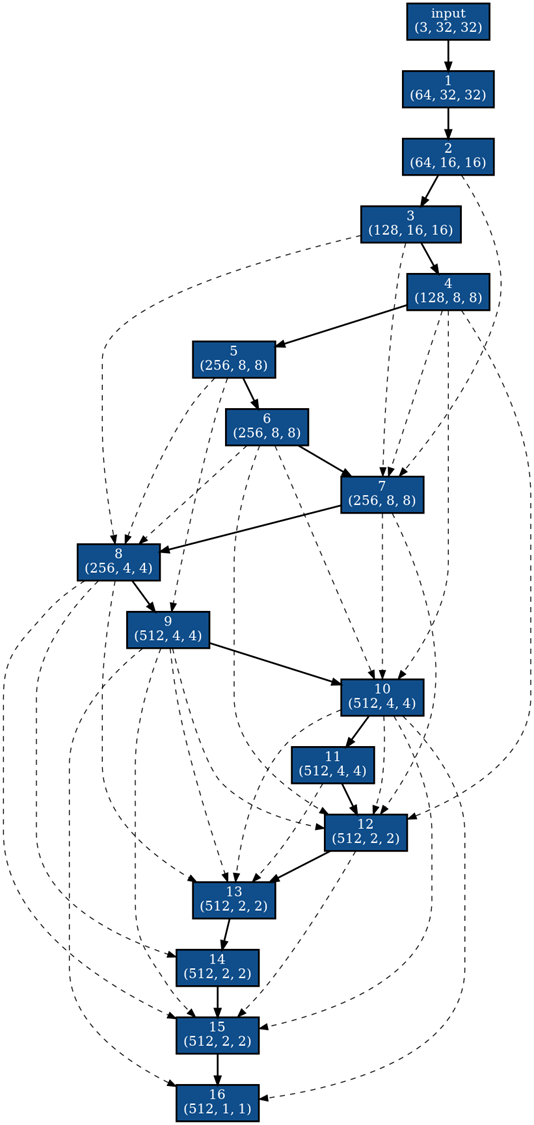 input
(3, 32, 32)
1
(64, 32, 32)
2
(64, 16, 16)
3
(128, 16, 16)
4
(128, 8, 8)
5
(256, 8, 8)
6
(256, 8, 8)
7
(256, 8, 8)
8
(256, 4, 4)
9
(512, 4, 4)
10
(512, 4, 4)
11
(512, 4, 4)
12
(512, 2, 2)
13
(512, 2, 2)
14
(512, 2, 2)
15
(512, 2, 2)
16
(512, 1, 1)